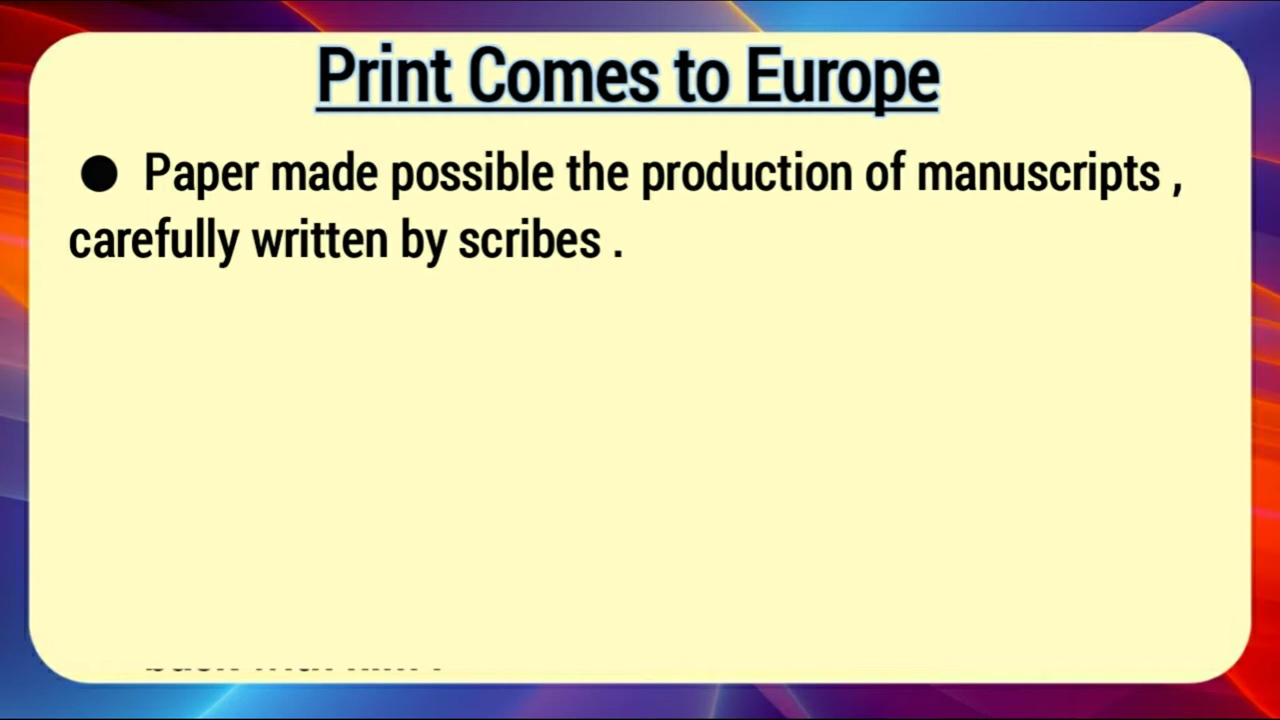 Print Comes to Europe
● Paper made possible the production of manuscripts ,
carefully written by scribes .